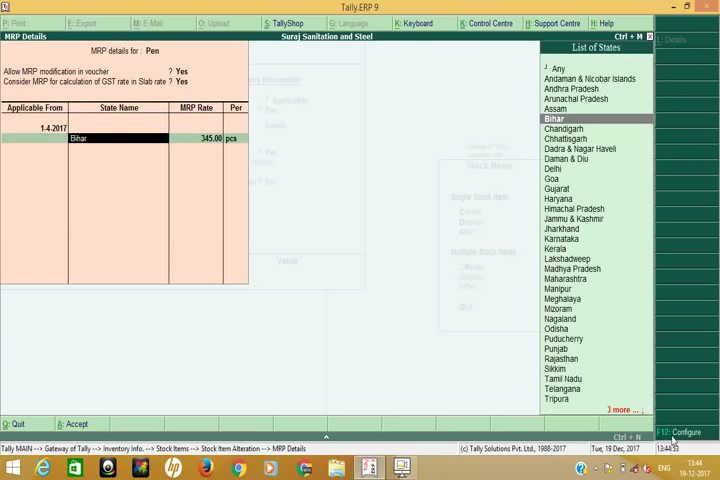 Tally.ERP 9
P: Print
E: Export
M: E-Mail
O: Upload
S: TallyShop
G: Language
K: Keyboard
K: Control Centre
H: Support Centre
H: Help
MRP Details
Suraj Sanitation and Steel
Ctrl + M
L: Details
MRP details for : Pen
Allow MRP modification in voucher ? Yes
Consider MRP for calculation of GST rate in Slab rate ? Yes
Applicable From State Name MRP Rate Per
1-4-2017
Bihar 345.00 pcs
Value
List of States
Any
Andaman & Nicobar Islands
Andhra Pradesh
Arunachal Pradesh
Assam
Bihar
Chandigarh
Chhattisgarh
Dadra & Nagar Haveli
Daman & Diu
Delhi
Goa
Gujarat
Haryana
Himachal Pradesh
Jammu & Kashmir
Jharkhand
Karnataka
Kerala
Lakshadweep
Madhya Pradesh
Maharashtra
Manipur
Meghalaya
Mizoram
Nagaland
Odisha
Puducherry
Punjab
Rajasthan
Sikkim
Tamil Nadu
Telangana
Tripura
3 more ...
F12: Configure
Q: Quit
A: Accept
Ctrl + N
Tally MAIN --> Gateway of Tally --> Inventory Info. --> Stock Items --> Stock Item Alteration --> MRP Details
(c) Tally Solutions Pvt. Ltd., 1988-2017
Tue, 19 Dec, 2017
13:44:33
ENG
13:44
19-12-2017